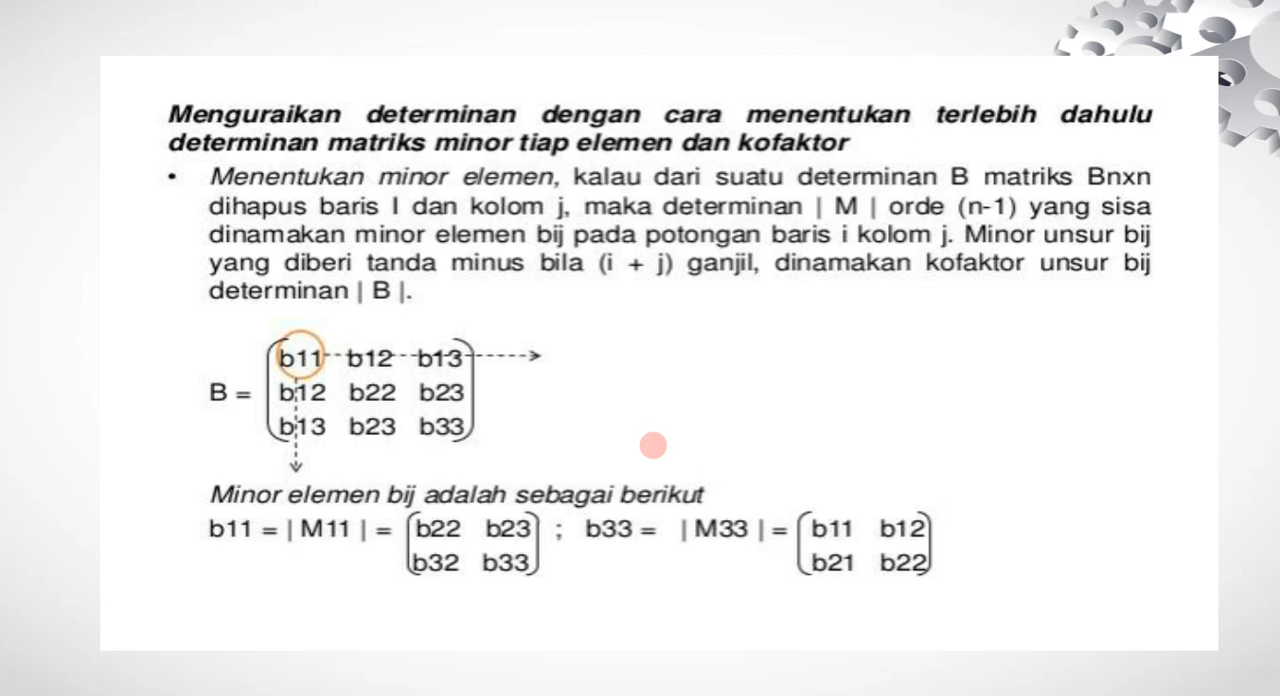 Menguraikan determinan dengan cara menentukan terlebih dahulu
determinan matriks minor tiap elemen dan kofaktor
• Menentukan minor elemen, kalau dari suatu determinan B matriks Bnxn
dihapus baris I dan kolom j, maka determinan | M | orde (n-1) yang sisa
dinamakan minor elemen bij pada potongan baris i kolom j. Minor unsur bij
yang diberi tanda minus bila (i + j) ganjil, dinamakan kofaktor unsur bij
determinan | B |.
b11 b12 b13
B = b12 b22 b23
b13 b23 b33
Minor elemen bij adalah sebagai berikut
b11 = | M11 | = b22 b23 ; b33 = | M33 | = b11 b12
b32 b33 b21 b22